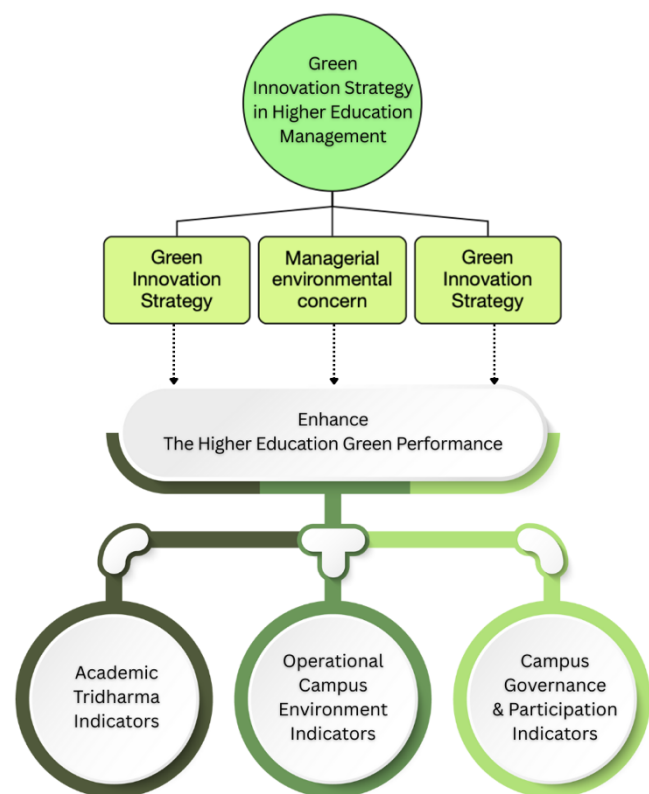 Green
Innovation Strategy
in Higher Education
Management
Green
Innovation
Strategy
Managerial
environmental
concern
Green
Innovation
Strategy
Enhance
The Higher Education Green Performance
Academic
Tridharma
Indicators
Operational
Campus
Environment
Indicators
Campus
Governance
& Participation
Indicators